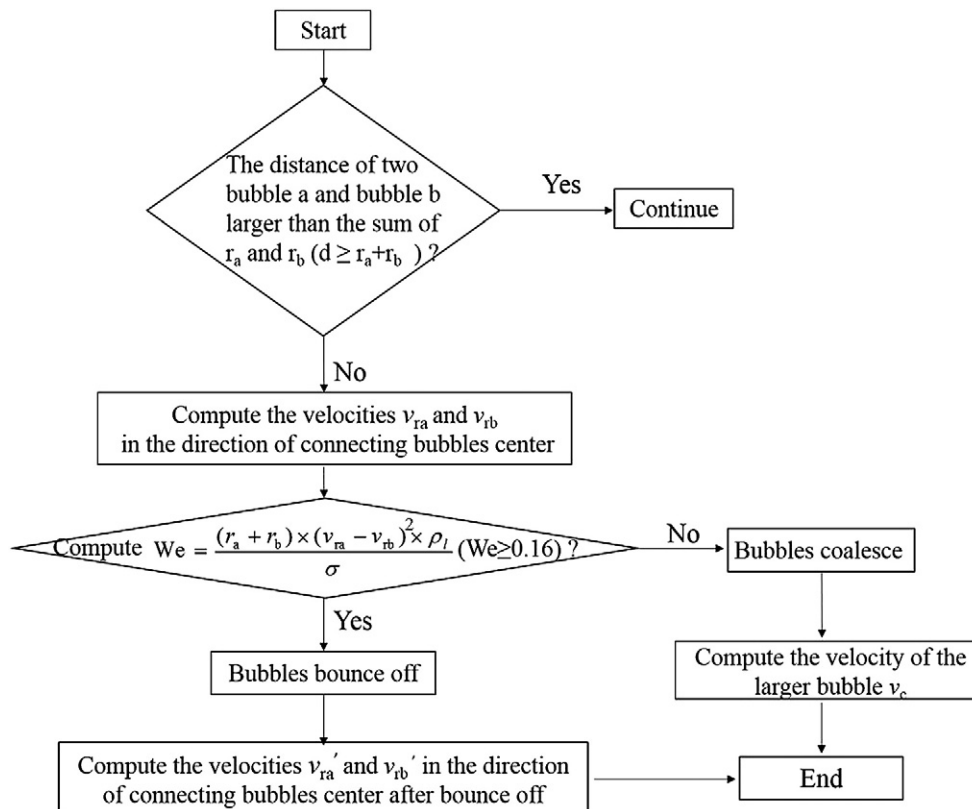 Start
The distance of two
bubble a and bubble b
larger than the sum of
rₐ and r_b (d ≥ rₐ+r_b ) ?
Yes
Continue
No
Compute the velocities v_ra and v_rb
in the direction of connecting bubbles center
Compute We = (r_a + r_b) × (v_ra − v_rb)² × ρ_l / σ (We≥0.16) ?
No
Bubbles coalesce
Yes
Bubbles bounce off
Compute the velocity of the
larger bubble v_c
Compute the velocities v_ra′ and v_rb′ in the direction
of connecting bubbles center after bounce off
End